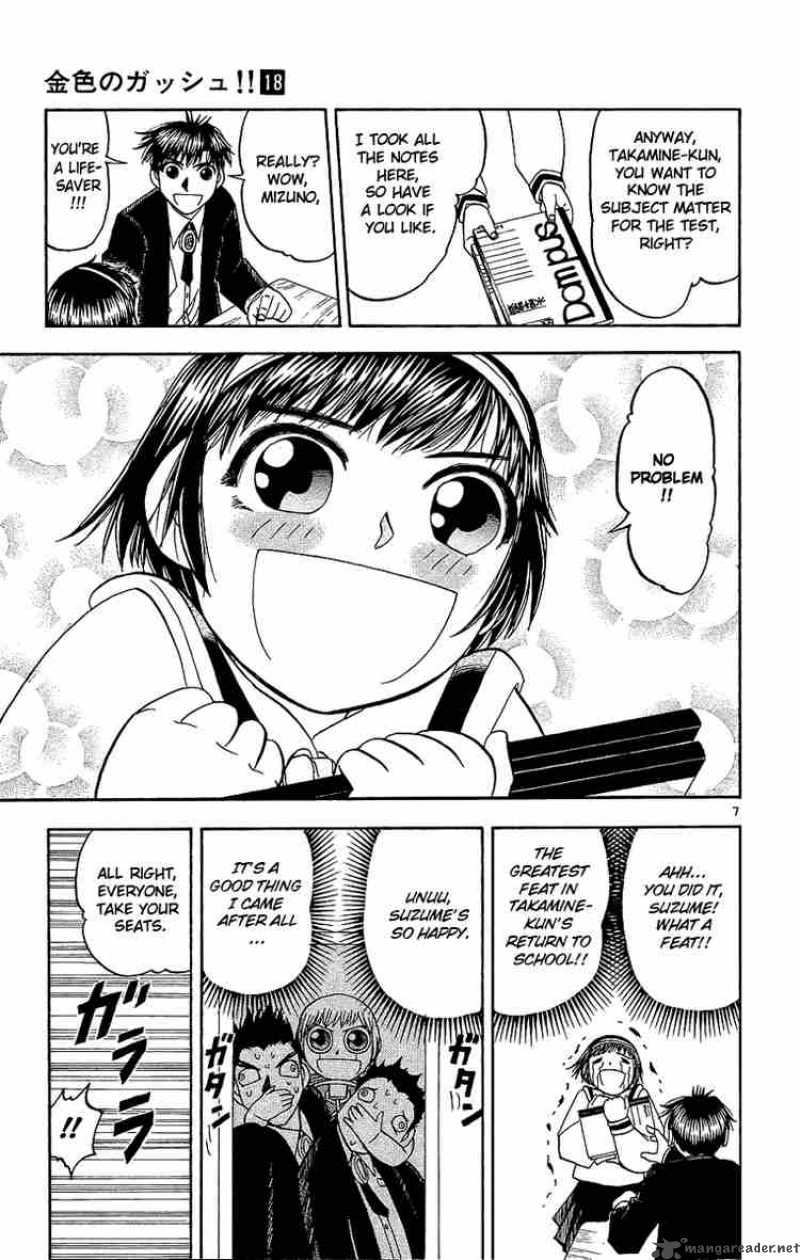 金色のガッシュ!! 18
ANYWAY,
TAKAMINE-KUN,
YOU WANT TO
KNOW THE
SUBJECT MATTER
FOR THE TEST,
RIGHT?
Dampus
I TOOK ALL
THE NOTES
HERE,
SO HAVE
A LOOK IF
YOU LIKE.
REALLY?
WOW,
MIZUNO,
YOU'RE
A LIFE-
SAVER
!!!
NO
PROBLEM
!!
7
AHH...
YOU DID IT,
SUZUME!
WHAT A
FEAT!!
THE
GREATEST
FEAT IN
TAKAMINE-
KUN'S
RETURN TO
SCHOOL!!
UNUU,
SUZUME'S
SO HAPPY.
IT'S A
GOOD THING
I CAME
AFTER ALL
...
ガタン
ガタン
ALL RIGHT,
EVERYONE,
TAKE YOUR
SEATS.
ガララ
!!
mangareader.net